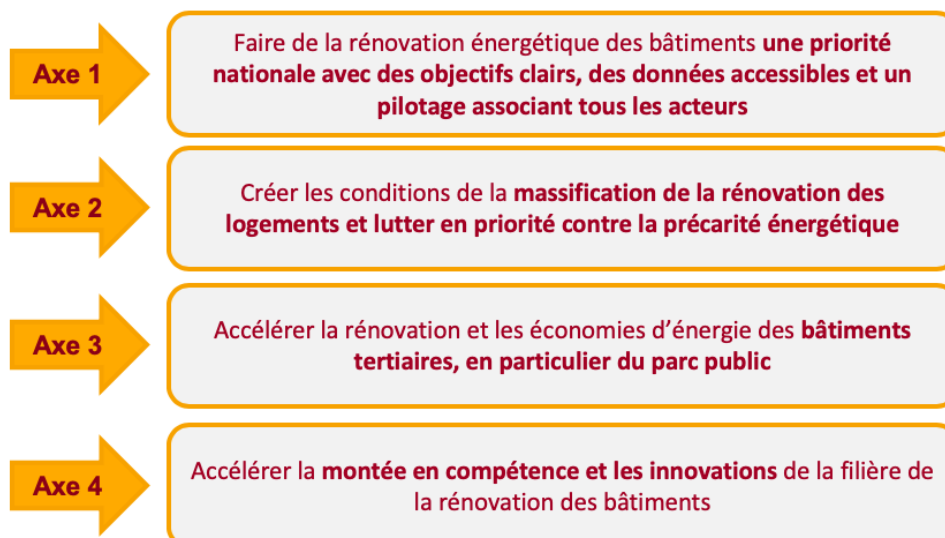 Axe 1
Faire de la rénovation énergétique des bâtiments une priorité
nationale avec des objectifs clairs, des données accessibles et un
pilotage associant tous les acteurs
Axe 2
Créer les conditions de la massification de la rénovation des
logements et lutter en priorité contre la précarité énergétique
Axe 3
Accélérer la rénovation et les économies d’énergie des bâtiments
tertiaires, en particulier du parc public
Axe 4
Accélérer la montée en compétence et les innovations de la filière de
la rénovation des bâtiments